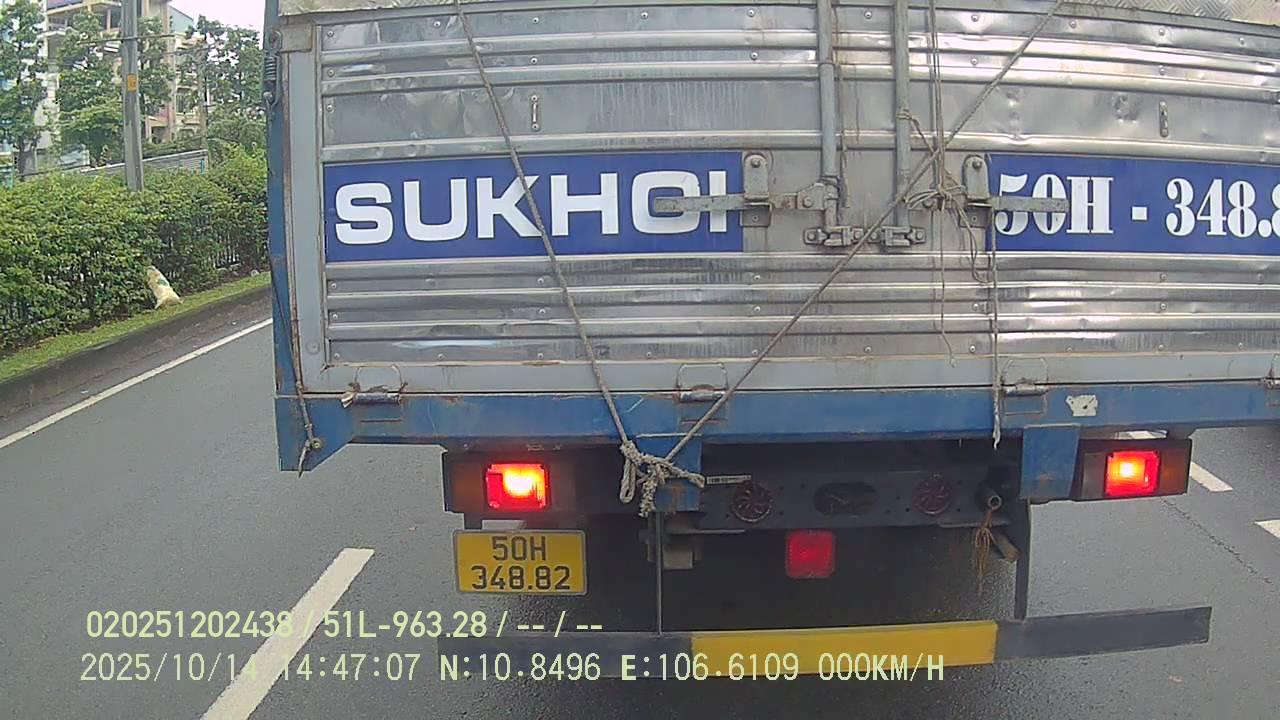 SUKHOI
50H - 348.8
50H
348.82
020251202438 / 51L-963.28 / -- / --
2025/10/14 14:47:07 N:10.8496 E:106.6109 000KM/H